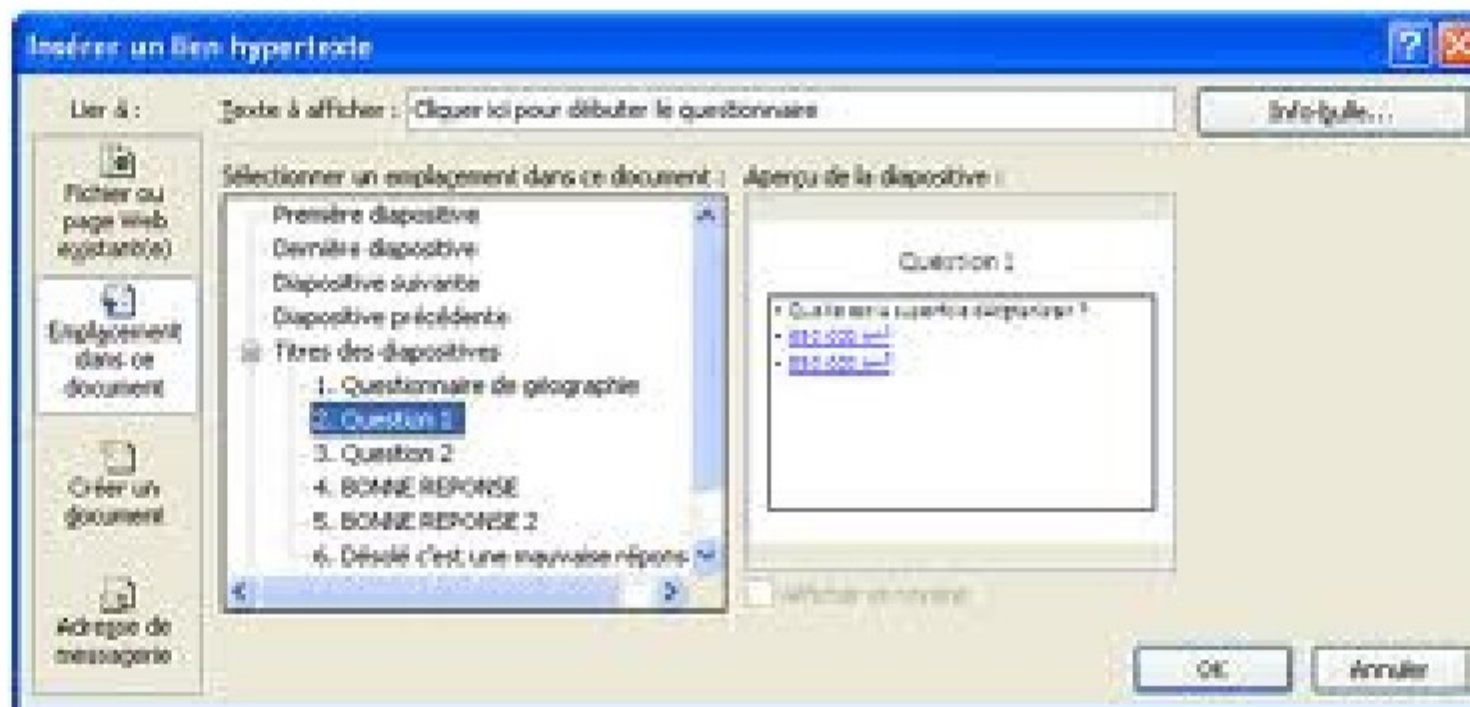 Insérer un lien hypertexte
Lier à :
Texte à afficher : Cliquer ici pour débuter le questionnaire
Info-bulle...
Fichier ou
page Web
existant(e)
Emplacement
dans ce
document
Créer un
document
Adresse de
messagerie
Sélectionner un emplacement dans ce document :
Première diapositive
Dernière diapositive
Diapositive suivante
Diapositive précédente
Titres des diapositives
1. Questionnaire de géographie
2. Question 1
3. Question 2
4. BONNE REPONSE
5. BONNE REPONSE 2
6. Désolé c'est une mauvaise répons
Aperçu de la diapositive :
Question 1
OK
Annuler